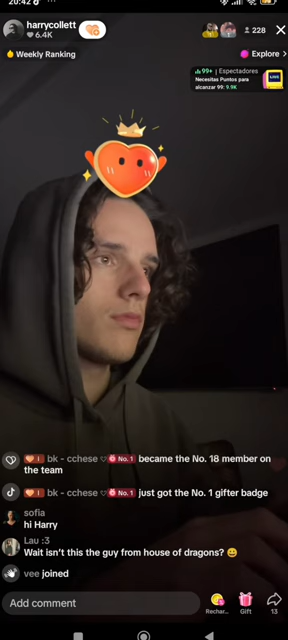 20:42
harrycollett
6.4K
228
Weekly Ranking
Explore >
99+ | Espectadores
Necesitas Puntos para
alcanzar 99: 9.9K
LIVE
I bk - cchese No. 1 became the No. 18 member on
the team
I bk - cchese No. 1 just got the No. 1 gifter badge
sofia
hi Harry
Lau :3
Wait isn't this the guy from house of dragons? 😄
vee joined
Add comment
Rechar...
Gift
13